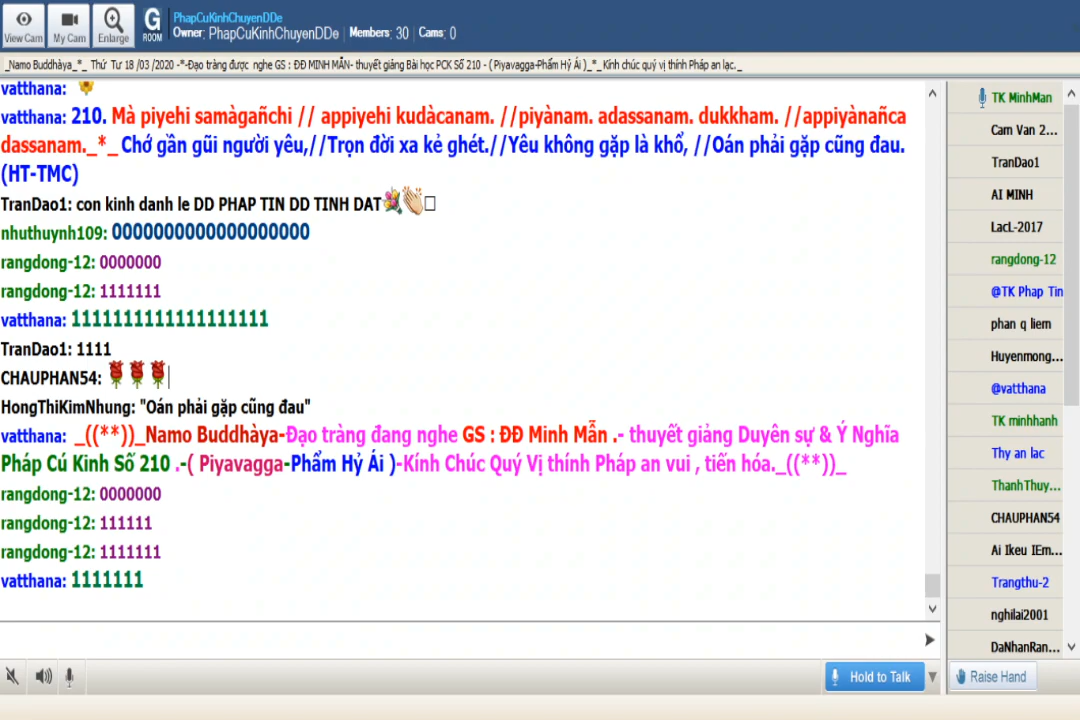 View Cam
My Cam
Enlarge
G
ROOM
PhapCuKinhChuyenDDe
Owner: PhapCuKinhChuyenDDe | Members: 30 | Cams: 0
_Namo Buddhàya_*_ Thứ Tư 18 /03 /2020 -*-Đạo tràng được nghe GS : ĐĐ MINH MẪN- thuyết giảng Bài học PCK Số 210 - ( Piyavagga-Phẩm Hỷ Ái )_*_ Kính chúc quý vị thính Pháp an lạc._
vatthana:
vatthana: 210. Mà piyehi samàgañchi // appiyehi kudàcanam. //piyànam. adassanam. dukkham. //appiyànañca
dassanam._*_ Chớ gần gũi người yêu,//Trọn đời xa kẻ ghét.//Yêu không gặp là khổ, //Oán phải gặp cũng đau.
(HT-TMC)
TranDao1: con kinh danh le DD PHAP TIN DD TINH DAT
nhuthuynh109: 0000000000000000000
rangdong-12: 0000000
rangdong-12: 1111111
vatthana: 1111111111111111111
TranDao1: 1111
CHAUPHAN54:
HongThiKimNhung: "Oán phải gặp cũng đau"
vatthana: _((**))_Namo Buddhàya-Đạo tràng đang nghe GS : ĐĐ Minh Mẫn .- thuyết giảng Duyên sự & Ý Nghĩa
Pháp Cú Kinh Số 210 .-( Piyavagga-Phẩm Hỷ Ái )-Kính Chúc Quý Vị thính Pháp an vui , tiến hóa._((**))_
rangdong-12: 0000000
rangdong-12: 111111
rangdong-12: 1111111
vatthana: 1111111
TK MinhMan
Cam Van 2...
TranDao1
AI MINH
LacL-2017
rangdong-12
@TK Phap Tin
phan q liem
Huyenmong...
@vatthana
TK minhhanh
Thy an lac
ThanhThuy...
CHAUPHAN54
Ai Ikeu IEm...
Trangthu-2
nghilai2001
DaNhanRan...
Hold to Talk
Raise Hand